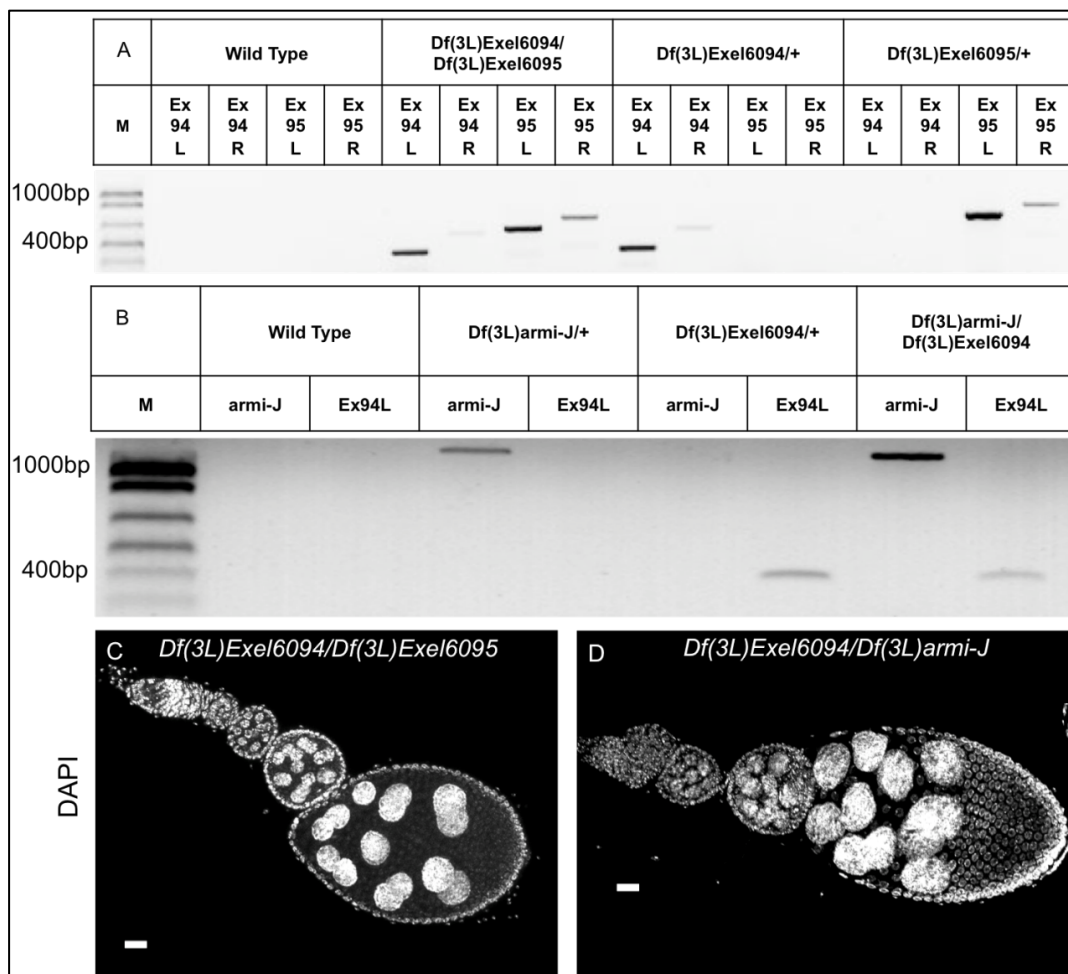 A
Wild Type
Df(3L)Exel6094/
Df(3L)Exel6095
Df(3L)Exel6094/+
Df(3L)Exel6095/+
M
Ex
94
L
Ex
94
R
Ex
95
L
Ex
95
R
Ex
94
L
Ex
94
R
Ex
95
L
Ex
95
R
Ex
94
L
Ex
94
R
Ex
95
L
Ex
95
R
Ex
94
L
Ex
94
R
Ex
95
L
Ex
95
R
1000bp
400bp
B
Wild Type
Df(3L)armi-J/+
Df(3L)Exel6094/+
Df(3L)armi-J/
Df(3L)Exel6094
M
armi-J
Ex94L
armi-J
Ex94L
armi-J
Ex94L
armi-J
Ex94L
1000bp
400bp
DAPI
C
Df(3L)Exel6094/Df(3L)Exel6095
D
Df(3L)Exel6094/Df(3L)armi-J